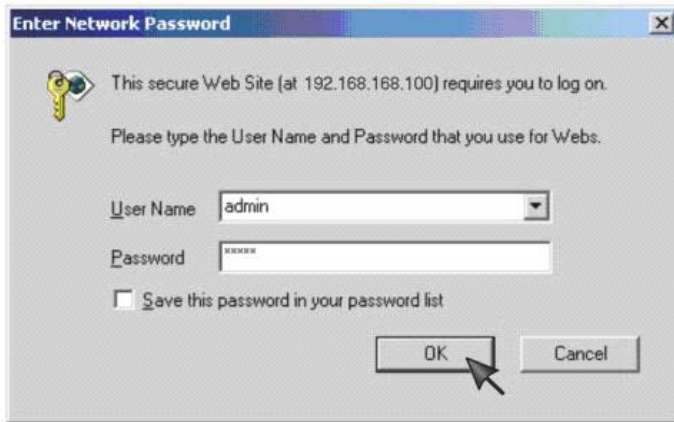 Enter Network Password
This secure Web Site (at 192.168.168.100) requires you to log on.
Please type the User Name and Password that you use for Webs.
User Name admin
Password xxxxx
Save this password in your password list
OK Cancel